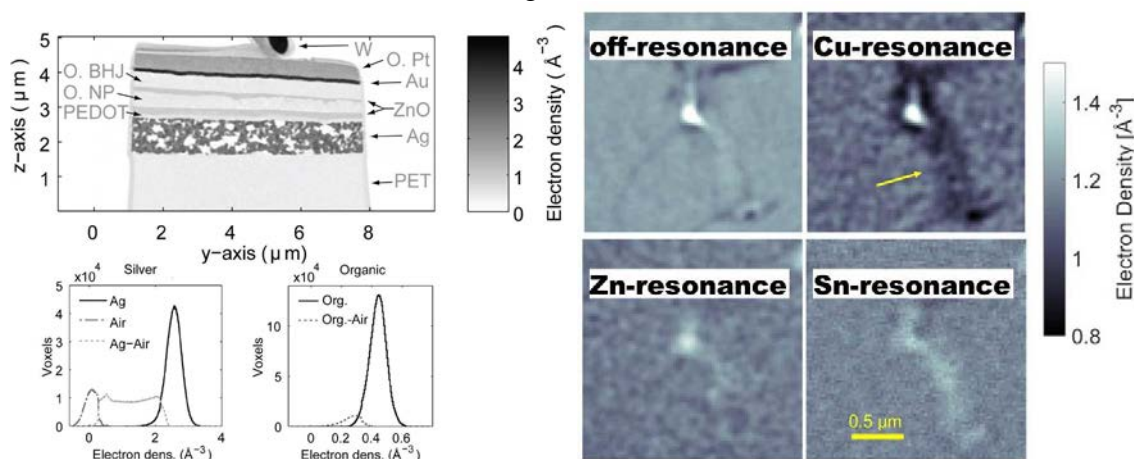 5
4
3
2
1
z-axis (μm)
O. BHJ
O. NP
PEDOT
W
O. Pt
Au
ZnO
Ag
PET
0 2 4 6 8
y-axis (μm)
4
3
2
1
0
Electron density (Å⁻³)
x10⁴ Silver
5
4
3
2
1
0
Voxels
Ag
Air
Ag-Air
0 2 4
Electron dens. (Å⁻³)
x10⁴ Organic
10
5
0
Voxels
Org.
Org.-Air
0 0.2 0.4 0.6
Electron dens. (Å⁻³)
off-resonance
Cu-resonance
Zn-resonance
Sn-resonance
0.5 μm
1.4
1.2
1
0.8
Electron Density [Å⁻³]